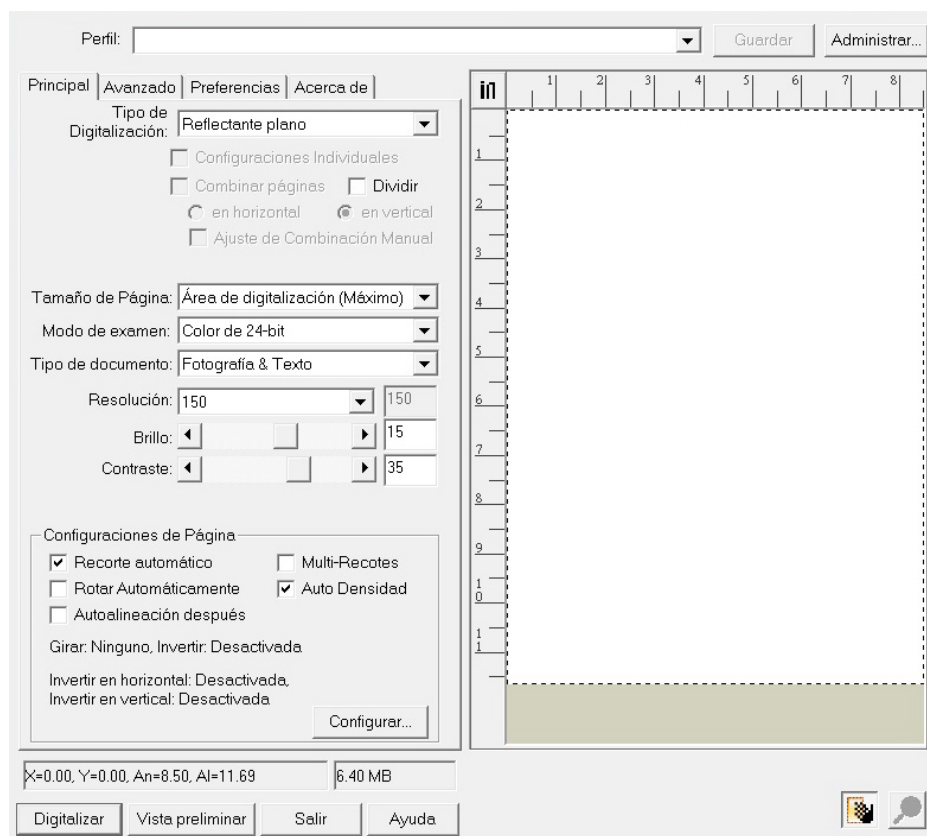 Perfil: Guardar Administrar...
Principal Avanzado Preferencias Acerca de
Tipo de Digitalización: Reflectante plano
Configuraciones Individuales
Combinar páginas Dividir
en horizontal en vertical
Ajuste de Combinación Manual
Tamaño de Página: Área de digitalización (Máximo)
Modo de examen: Color de 24-bit
Tipo de documento: Fotografía & Texto
Resolución: 150 150
Brillo: 15
Contraste: 35
Configuraciones de Página
Recorte automático Multi-Recotes
Rotar Automáticamente Auto Densidad
Autoalineación después
Girar: Ninguno, Invertir: Desactivada
Invertir en horizontal: Desactivada,
Invertir en vertical: Desactivada
Configurar...
X=0.00, Y=0.00, An=8.50, Al=11.69 6.40 MB
Digitalizar Vista preliminar Salir Ayuda
in 1 2 3 4 5 6 7 8
1
2
3
4
5
6
7
8
9
10
11